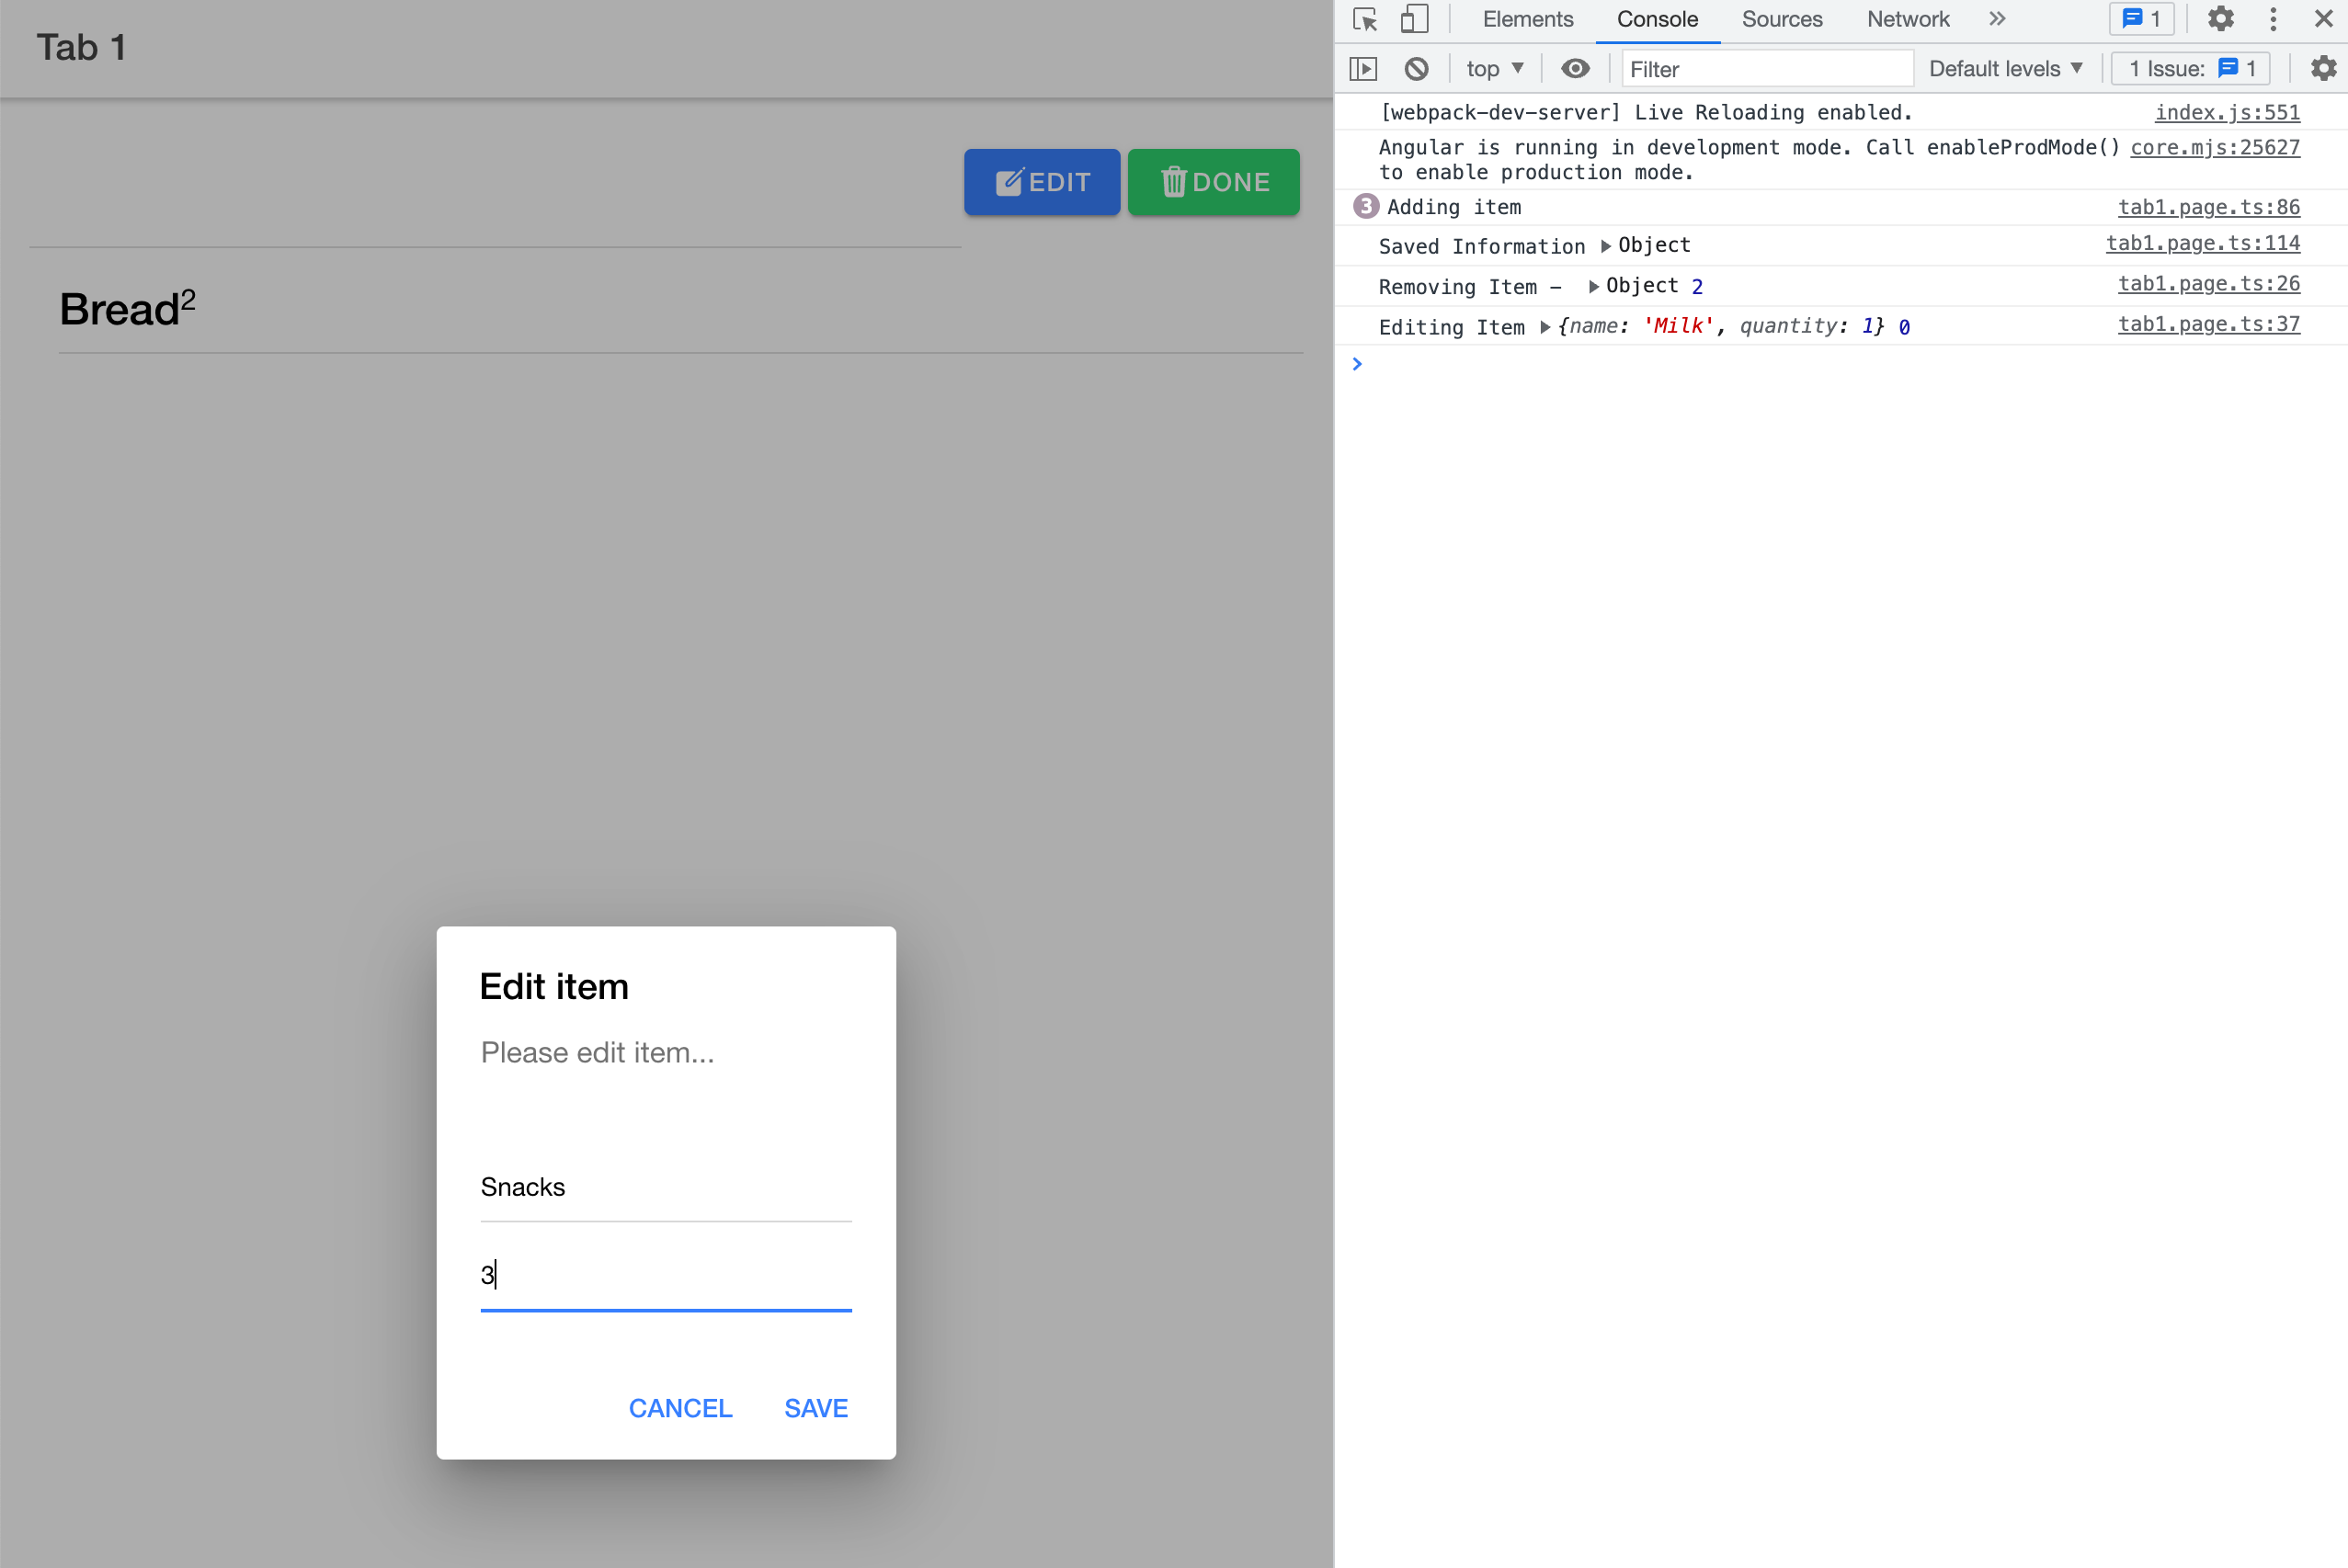 Tab 1
EDIT
DONE
Bread2
Edit item
Please edit item...
Snacks
3
CANCEL
SAVE
Elements
Console
Sources
Network
1
top
Filter
Default levels
1 Issue:
1
[webpack-dev-server] Live Reloading enabled.
index.js:551
Angular is running in development mode. Call enableProdMode()
core.mjs:25627
to enable production mode.
3
Adding item
tab1.page.ts:86
Saved Information ▶Object
tab1.page.ts:114
Removing Item – ▶Object 2
tab1.page.ts:26
Editing Item ▶{name: 'Milk', quantity: 1} 0
tab1.page.ts:37